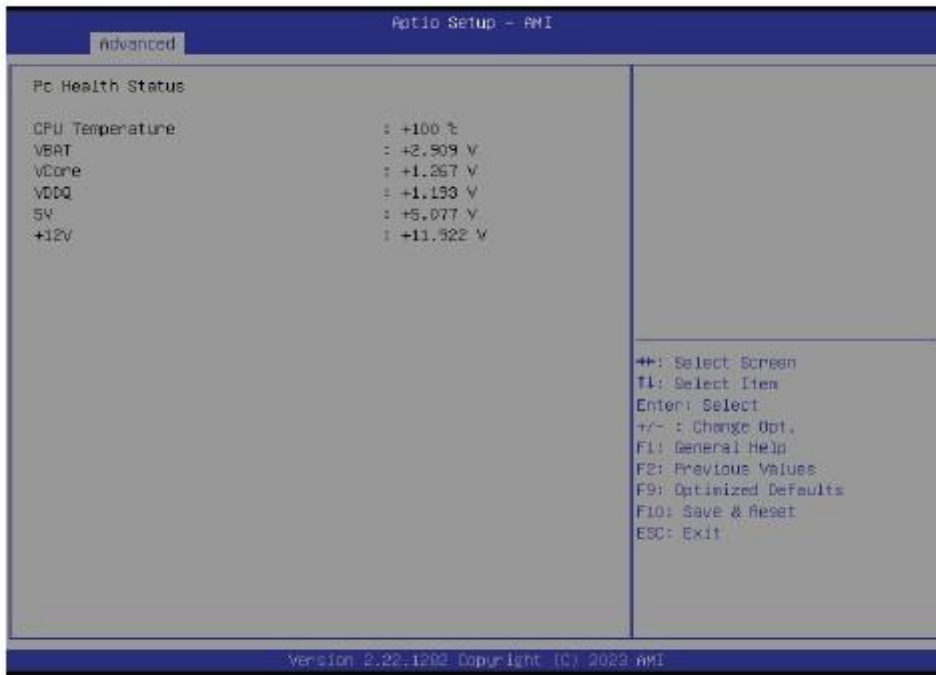 Aptio Setup - AMI
Advanced
Pc Health Status
CPU Temperature : +100 ℃
VBAT : +2.909 V
VCore : +1.267 V
VDDQ : +1.193 V
5V : +5.077 V
+12V : +11.922 V
→←: Select Screen
↑↓: Select Item
Enter: Select
+/- : Change Opt.
F1: General Help
F2: Previous Values
F9: Optimized Defaults
F10: Save & Reset
ESC: Exit
Version 2.22.1282 Copyright (C) 2023 AMI